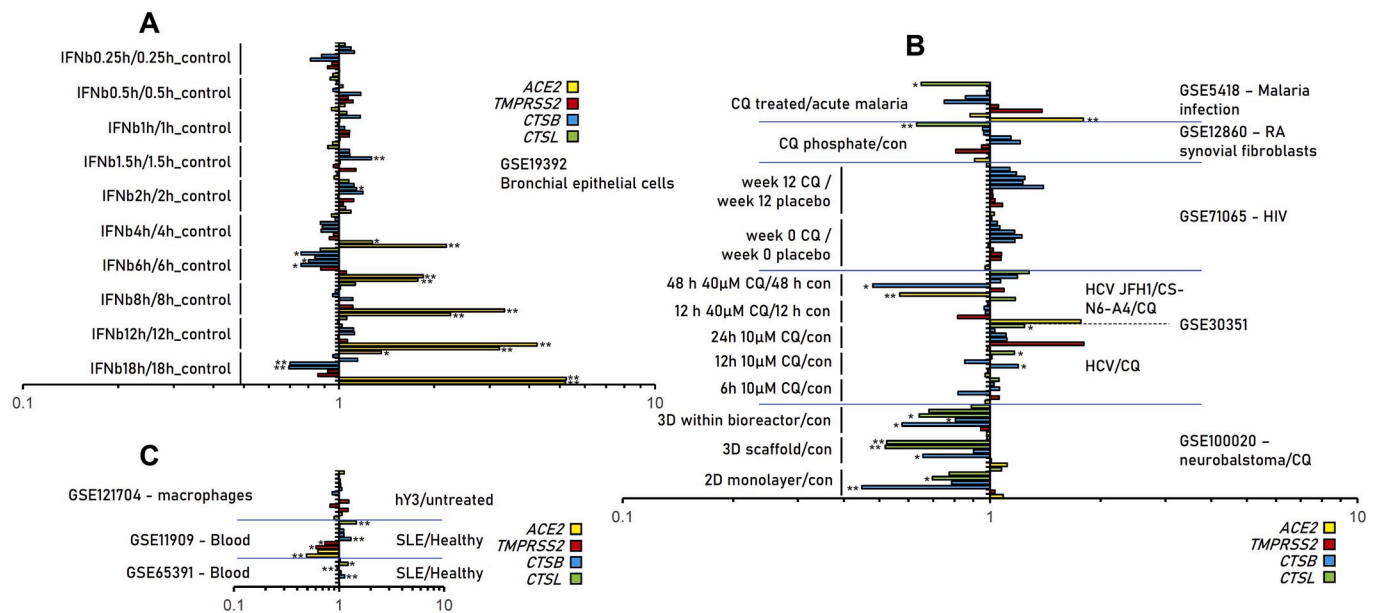 A
IFNb0.25h/0.25h_control
IFNb0.5h/0.5h_control
IFNb1h/1h_control
IFNb1.5h/1.5h_control
IFNb2h/2h_control
IFNb4h/4h_control
IFNb6h/6h_control
IFNb8h/8h_control
IFNb12h/12h_control
IFNb18h/18h_control
ACE2
TMPRSS2
CTSB
CTSL
GSE19392
Bronchial epithelial cells
**
*
*
**
*
*
*
**
**
**
**
**
**
*
**
**
**
**
0.1
1
10
B
CQ treated/acute malaria
CQ phosphate/con
week 12 CQ /
week 12 placebo
week 0 CQ /
week 0 placebo
48 h 40µM CQ/48 h con
12 h 40µM CQ/12 h con
24h 10µM CQ/con
12h 10µM CQ/con
6h 10µM CQ/con
3D within bioreactor/con
3D scaffold/con
2D monolayer/con
*
**
**
*
**
*
*
*
*
*
*
**
**
*
*
**
GSE5418 – Malaria
infection
GSE12860 – RA
synovial fibroblasts
GSE71065 – HIV
HCV JFH1/CS-
N6-A4/CQ
GSE30351
HCV/CQ
GSE100020 –
neurobalstoma/CQ
0.1
1
10
ACE2
TMPRSS2
CTSB
CTSL
C
GSE121704 – macrophages
hY3/untreated
GSE11909 – Blood
SLE/Healthy
GSE65391 – Blood
SLE/Healthy
**
**
*
*
**
*
**
**
0.1
1
10
ACE2
TMPRSS2
CTSB
CTSL